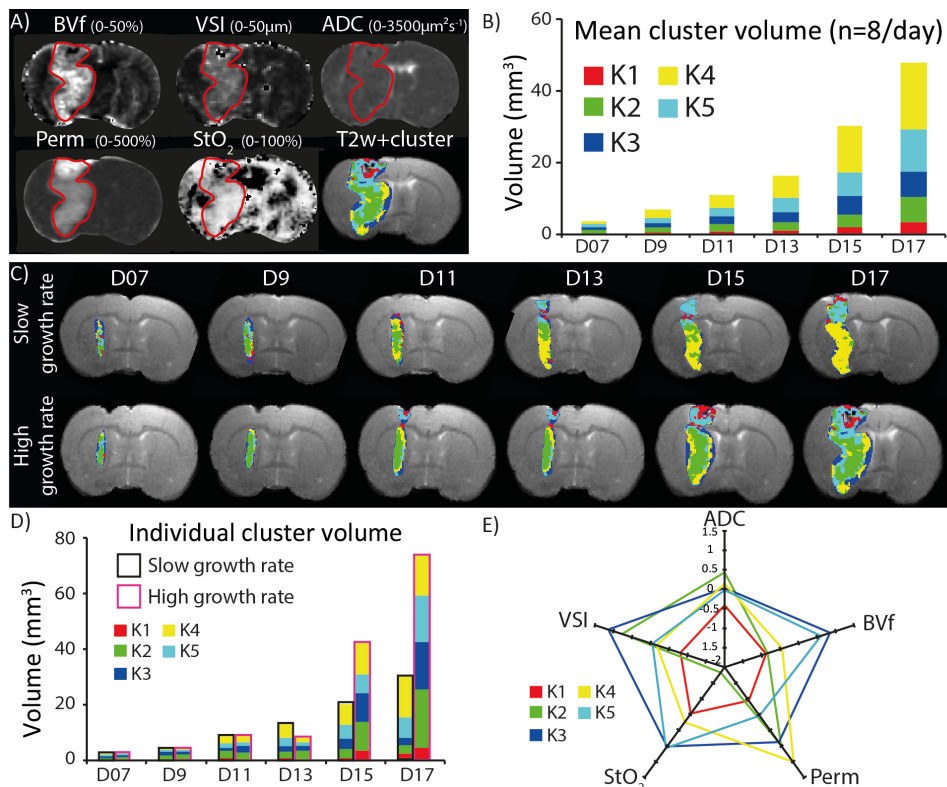 A)
BVf (0-50%) VSI (0-50µm) ADC (0-3500µm²s⁻¹)
Perm (0-500%) StO₂ (0-100%) T2w+cluster
B)
Mean cluster volume (n=8/day)
K1 K4
K2 K5
K3
Volume (mm³)
60
40
20
0
D07 D9 D11 D13 D15 D17
C)
D07 D9 D11 D13 D15 D17
Slow
growth rate
High
growth rate
D)
Individual cluster volume
Slow growth rate
High growth rate
K1 K4
K2 K5
K3
Volume (mm³)
80
60
40
20
0
D07 D9 D11 D13 D15 D17
E)
ADC
1.5
1
0.5
0
-0.5
-1
-1.5
-2
VSI
BVf
K1 K4
K2 K5
K3
StO₂
Perm